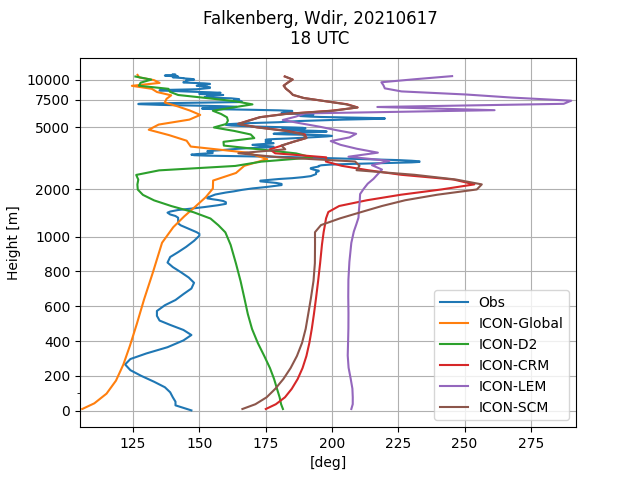 Falkenberg, Wdir, 20210617
18 UTC
Height [m]
10000
7500
5000
2000
1000
800
600
400
200
0
Obs
ICON-Global
ICON-D2
ICON-CRM
ICON-LEM
ICON-SCM
125 150 175 200 225 250 275
[deg]